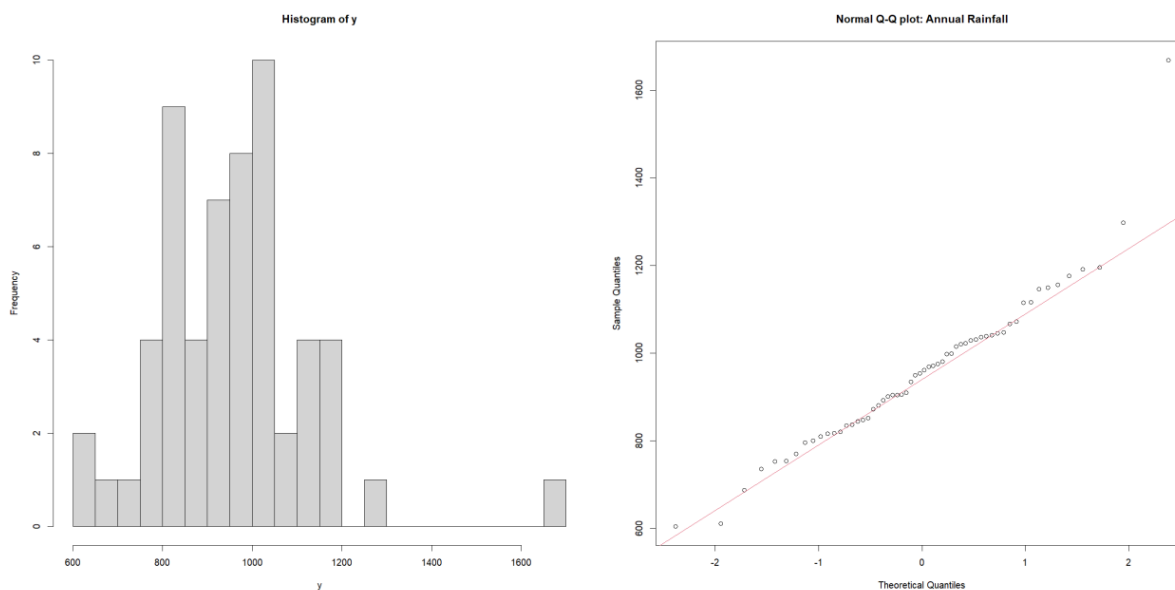 Histogram of y
Frequency
10
8
6
4
2
0
600 800 1000 1200 1400 1600
y
Normal Q-Q plot: Annual Rainfall
Sample Quantiles
1600
1400
1200
1000
800
600
-2 -1 0 1 2
Theoretical Quantiles